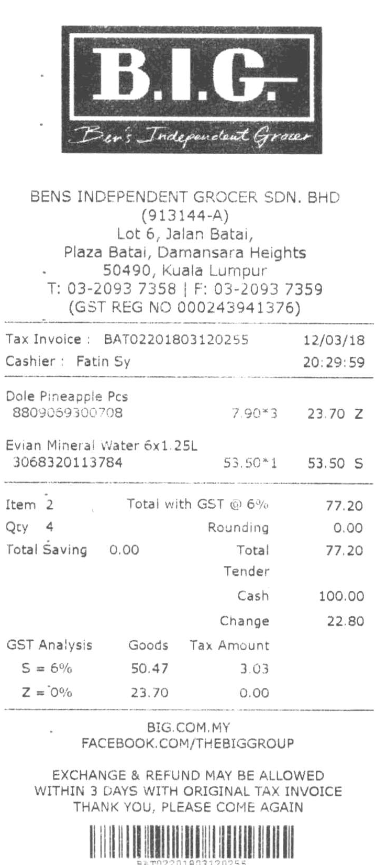 B.I.G.
Ben's Independent Grocer
BENS INDEPENDENT GROCER SDN. BHD
(913144-A)
Lot 6, Jalan Batai,
Plaza Batai, Damansara Heights
50490, Kuala Lumpur
T: 03-2093 7358 | F: 03-2093 7359
(GST REG NO 000243941376)
Tax Invoice : BAT02201803120255 12/03/18
Cashier : Fatin Sy 20:29:59
Dole Pineapple Pcs
8809069300708 7.90*3 23.70 Z
Evian Mineral Water 6x1.25L
3068320113784 53.50*1 53.50 S
Item 2 Total with GST @ 6% 77.20
Qty 4 Rounding 0.00
Total Saving 0.00 Total 77.20
Tender
Cash 100.00
Change 22.80
GST Analysis Goods Tax Amount
S = 6% 50.47 3.03
Z = 0% 23.70 0.00
BIG.COM.MY
FACEBOOK.COM/THEBIGGROUP
EXCHANGE & REFUND MAY BE ALLOWED
WITHIN 3 DAYS WITH ORIGINAL TAX INVOICE
THANK YOU, PLEASE COME AGAIN
BAT02201803120255